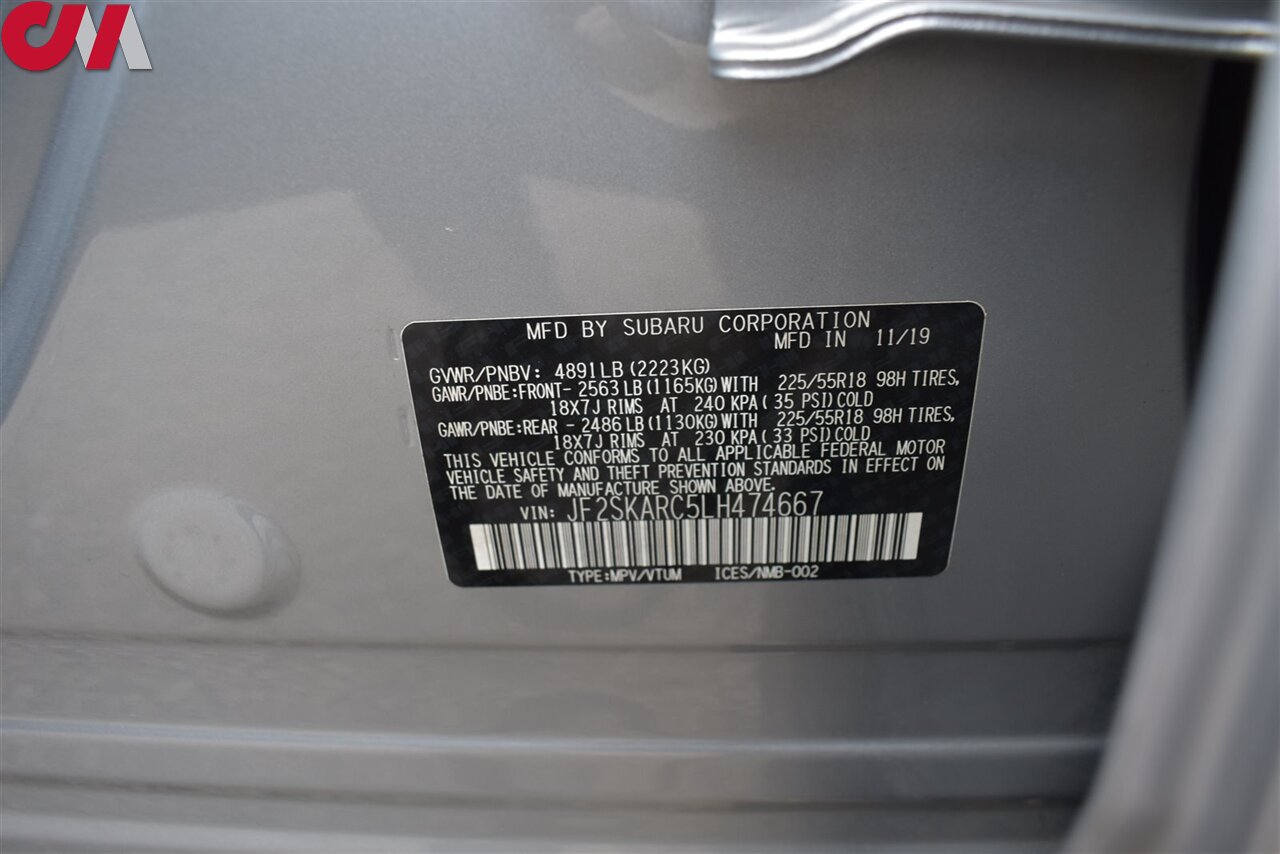 CM
MFD BY SUBARU CORPORATION
MFD IN 11/19
GVWR/PNBV: 4891LB(2223KG)
GAWR/PNBE:FRONT- 2563LB(1165KG)WITH 225/55R18 98H TIRES,
18X7J RIMS AT 240 KPA( 35 PSI)COLD
GAWR/PNBE:REAR - 2486LB(1130KG)WITH 225/55R18 98H TIRES,
18X7J RIMS AT 230 KPA( 33 PSI)COLD
THIS VEHICLE CONFORMS TO ALL APPLICABLE FEDERAL MOTOR
VEHICLE SAFETY AND THEFT PREVENTION STANDARDS IN EFFECT ON
THE DATE OF MANUFACTURE SHOWN ABOVE.
VIN: JF2SKARC5LH474667
TYPE:MPV/VTUM ICES/NMB-002